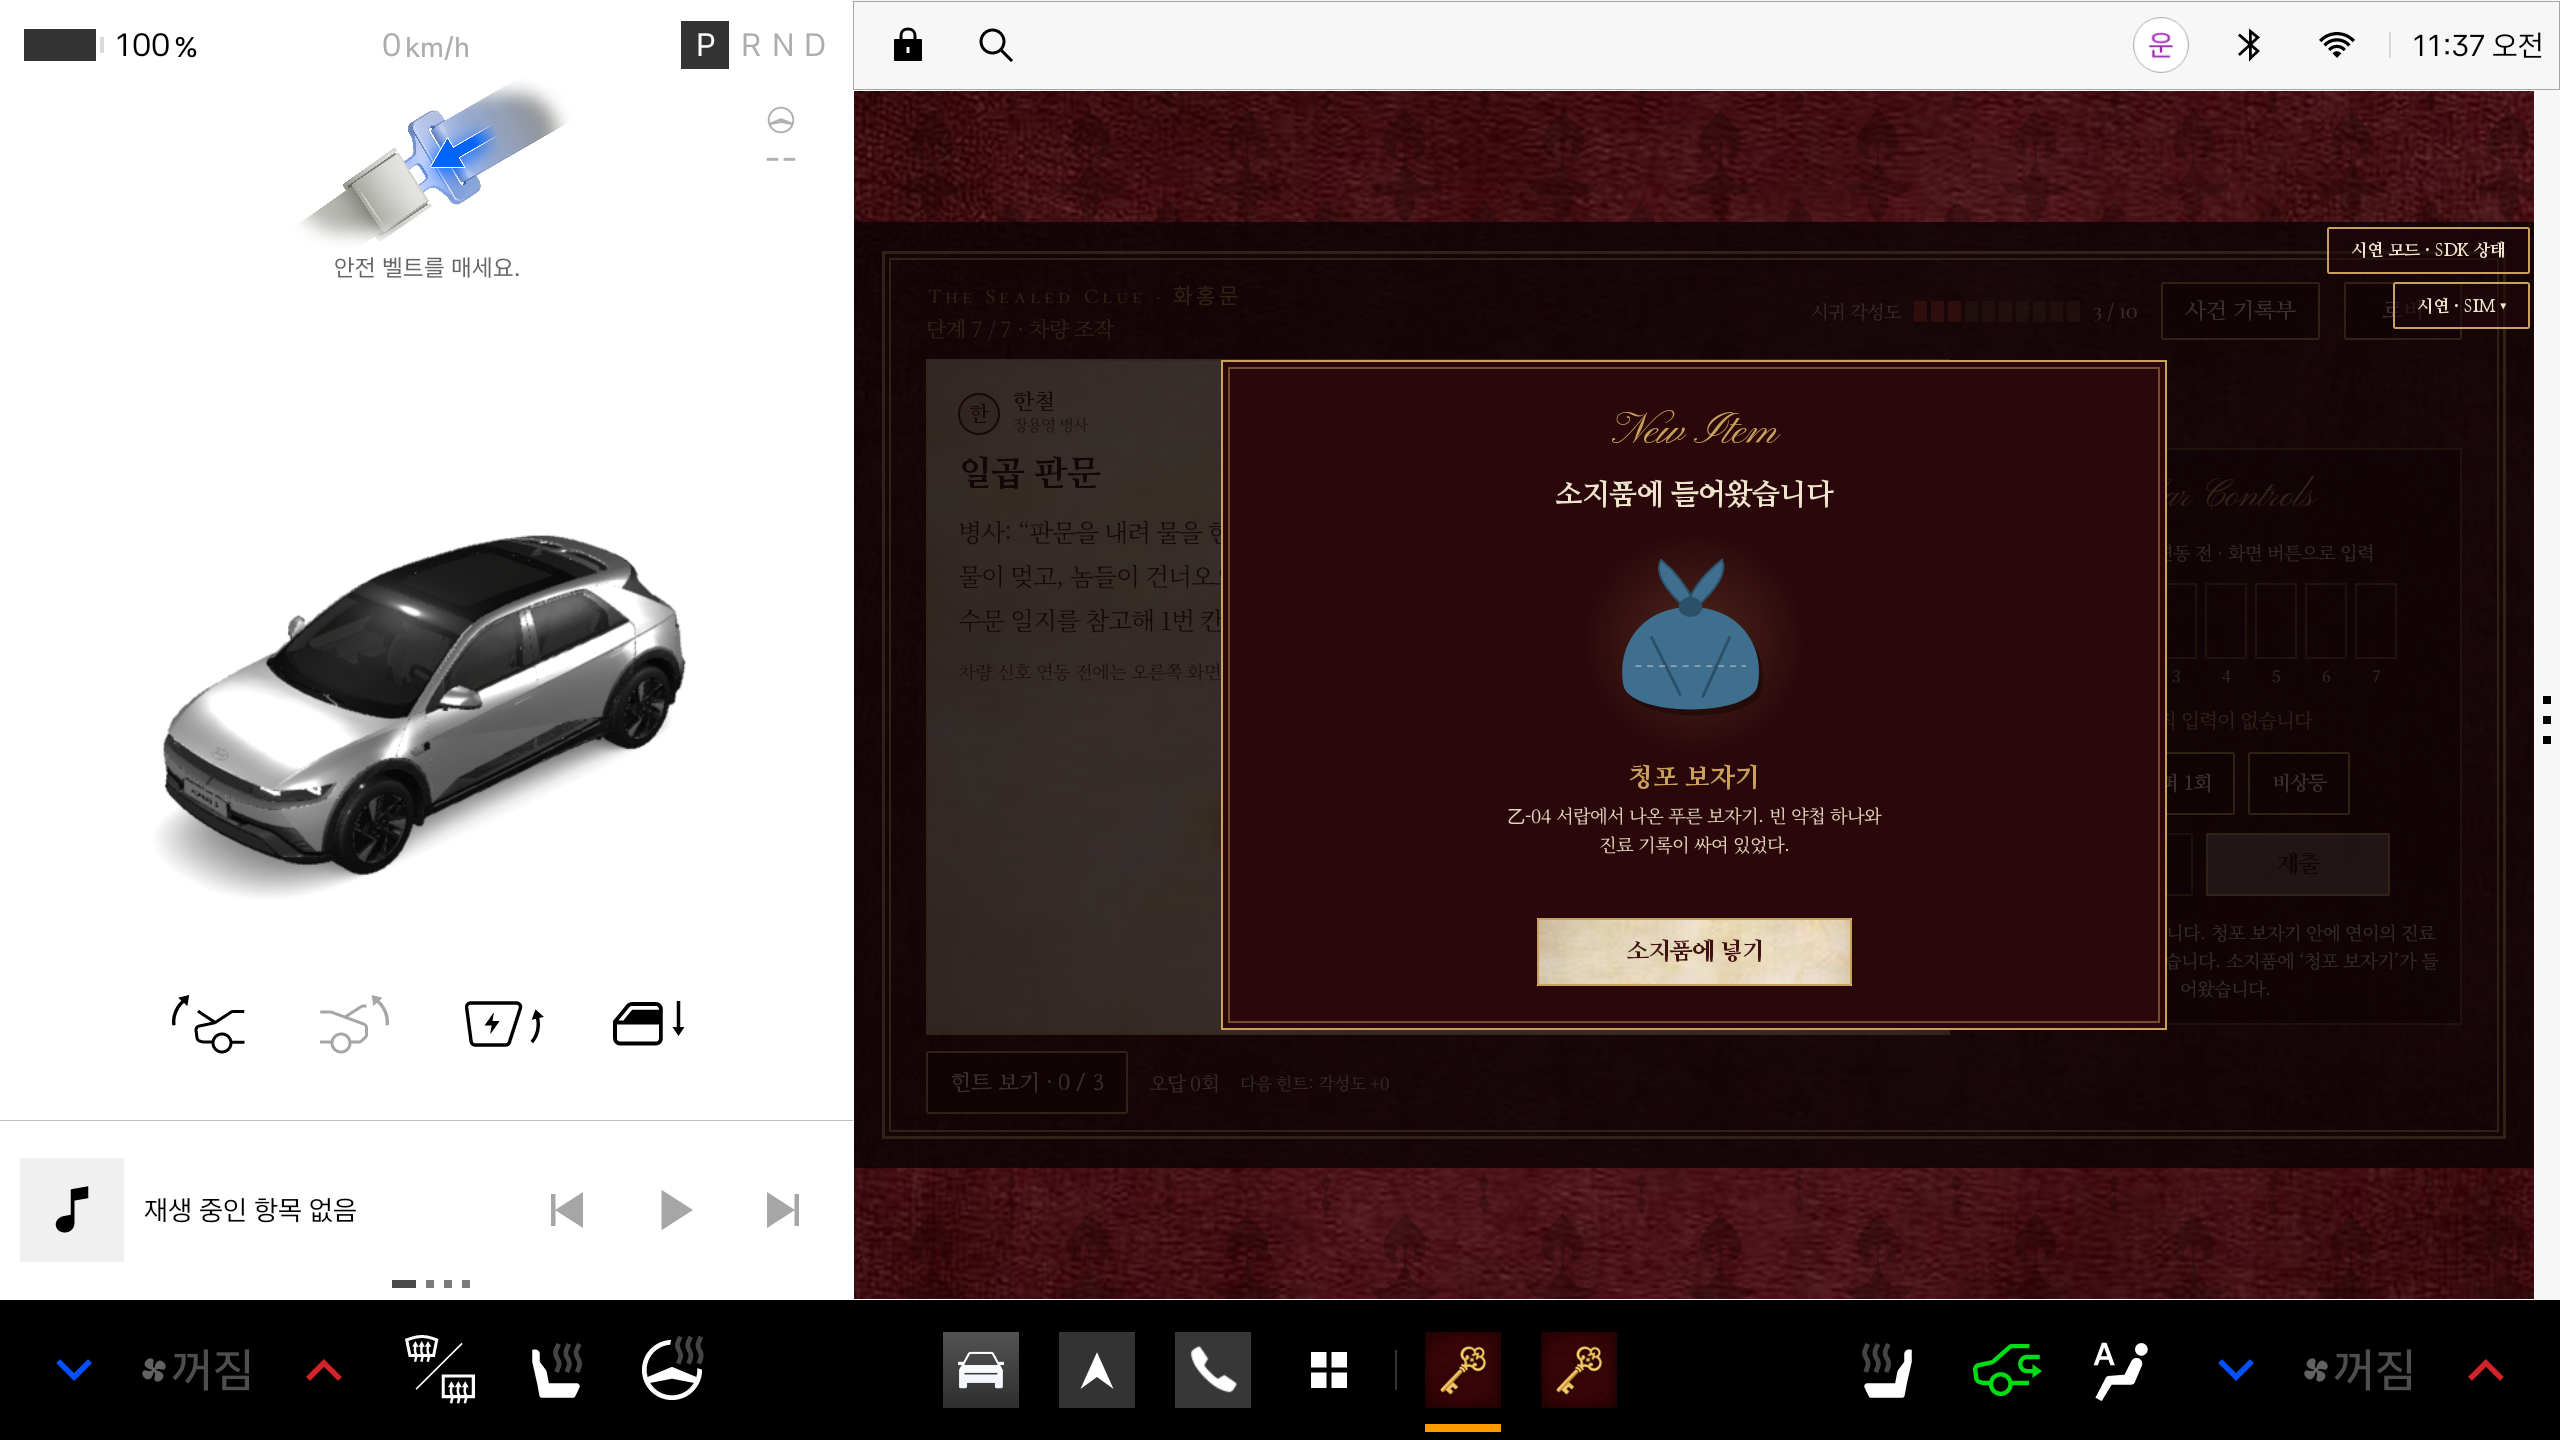 100%
0 km/h
P R N D
운
11:37 오전
안전 벨트를 매세요.
시연 모드 · SDK 상태
시연 · SIM ▾
THE SEALED CLUE · 화홍문
단계 7 / 7 · 차량 조작
시귀 각성도
3 / 10
사건 기록부
한
한철
장용영 병사
일곱 판문
병사: “판문을 내려 물을
물이 멎고, 놈들이 건너오
수문 일지를 참고해 1번 칸
차량 신호 연동 전에는 오른쪽 화면
New Item
소지품에 들어왔습니다
청포 보자기
乙-04 서랍에서 나온 푸른 보자기. 빈 약첩 하나와
진료 기록이 싸여 있었다.
소지품에 넣기
Controls
전 · 화면 버튼으로 입력
3 4 5 6 7
입력이 없습니다
1회
비상등
제출
니다. 청포 보자기 안에 연이의 진료
습니다. 소지품에 ‘청포 보자기’가 들
어왔습니다.
힌트 보기 · 0 / 3
오답 0회
다음 힌트: 각성도 +0
재생 중인 항목 없음
꺼짐
A
꺼짐